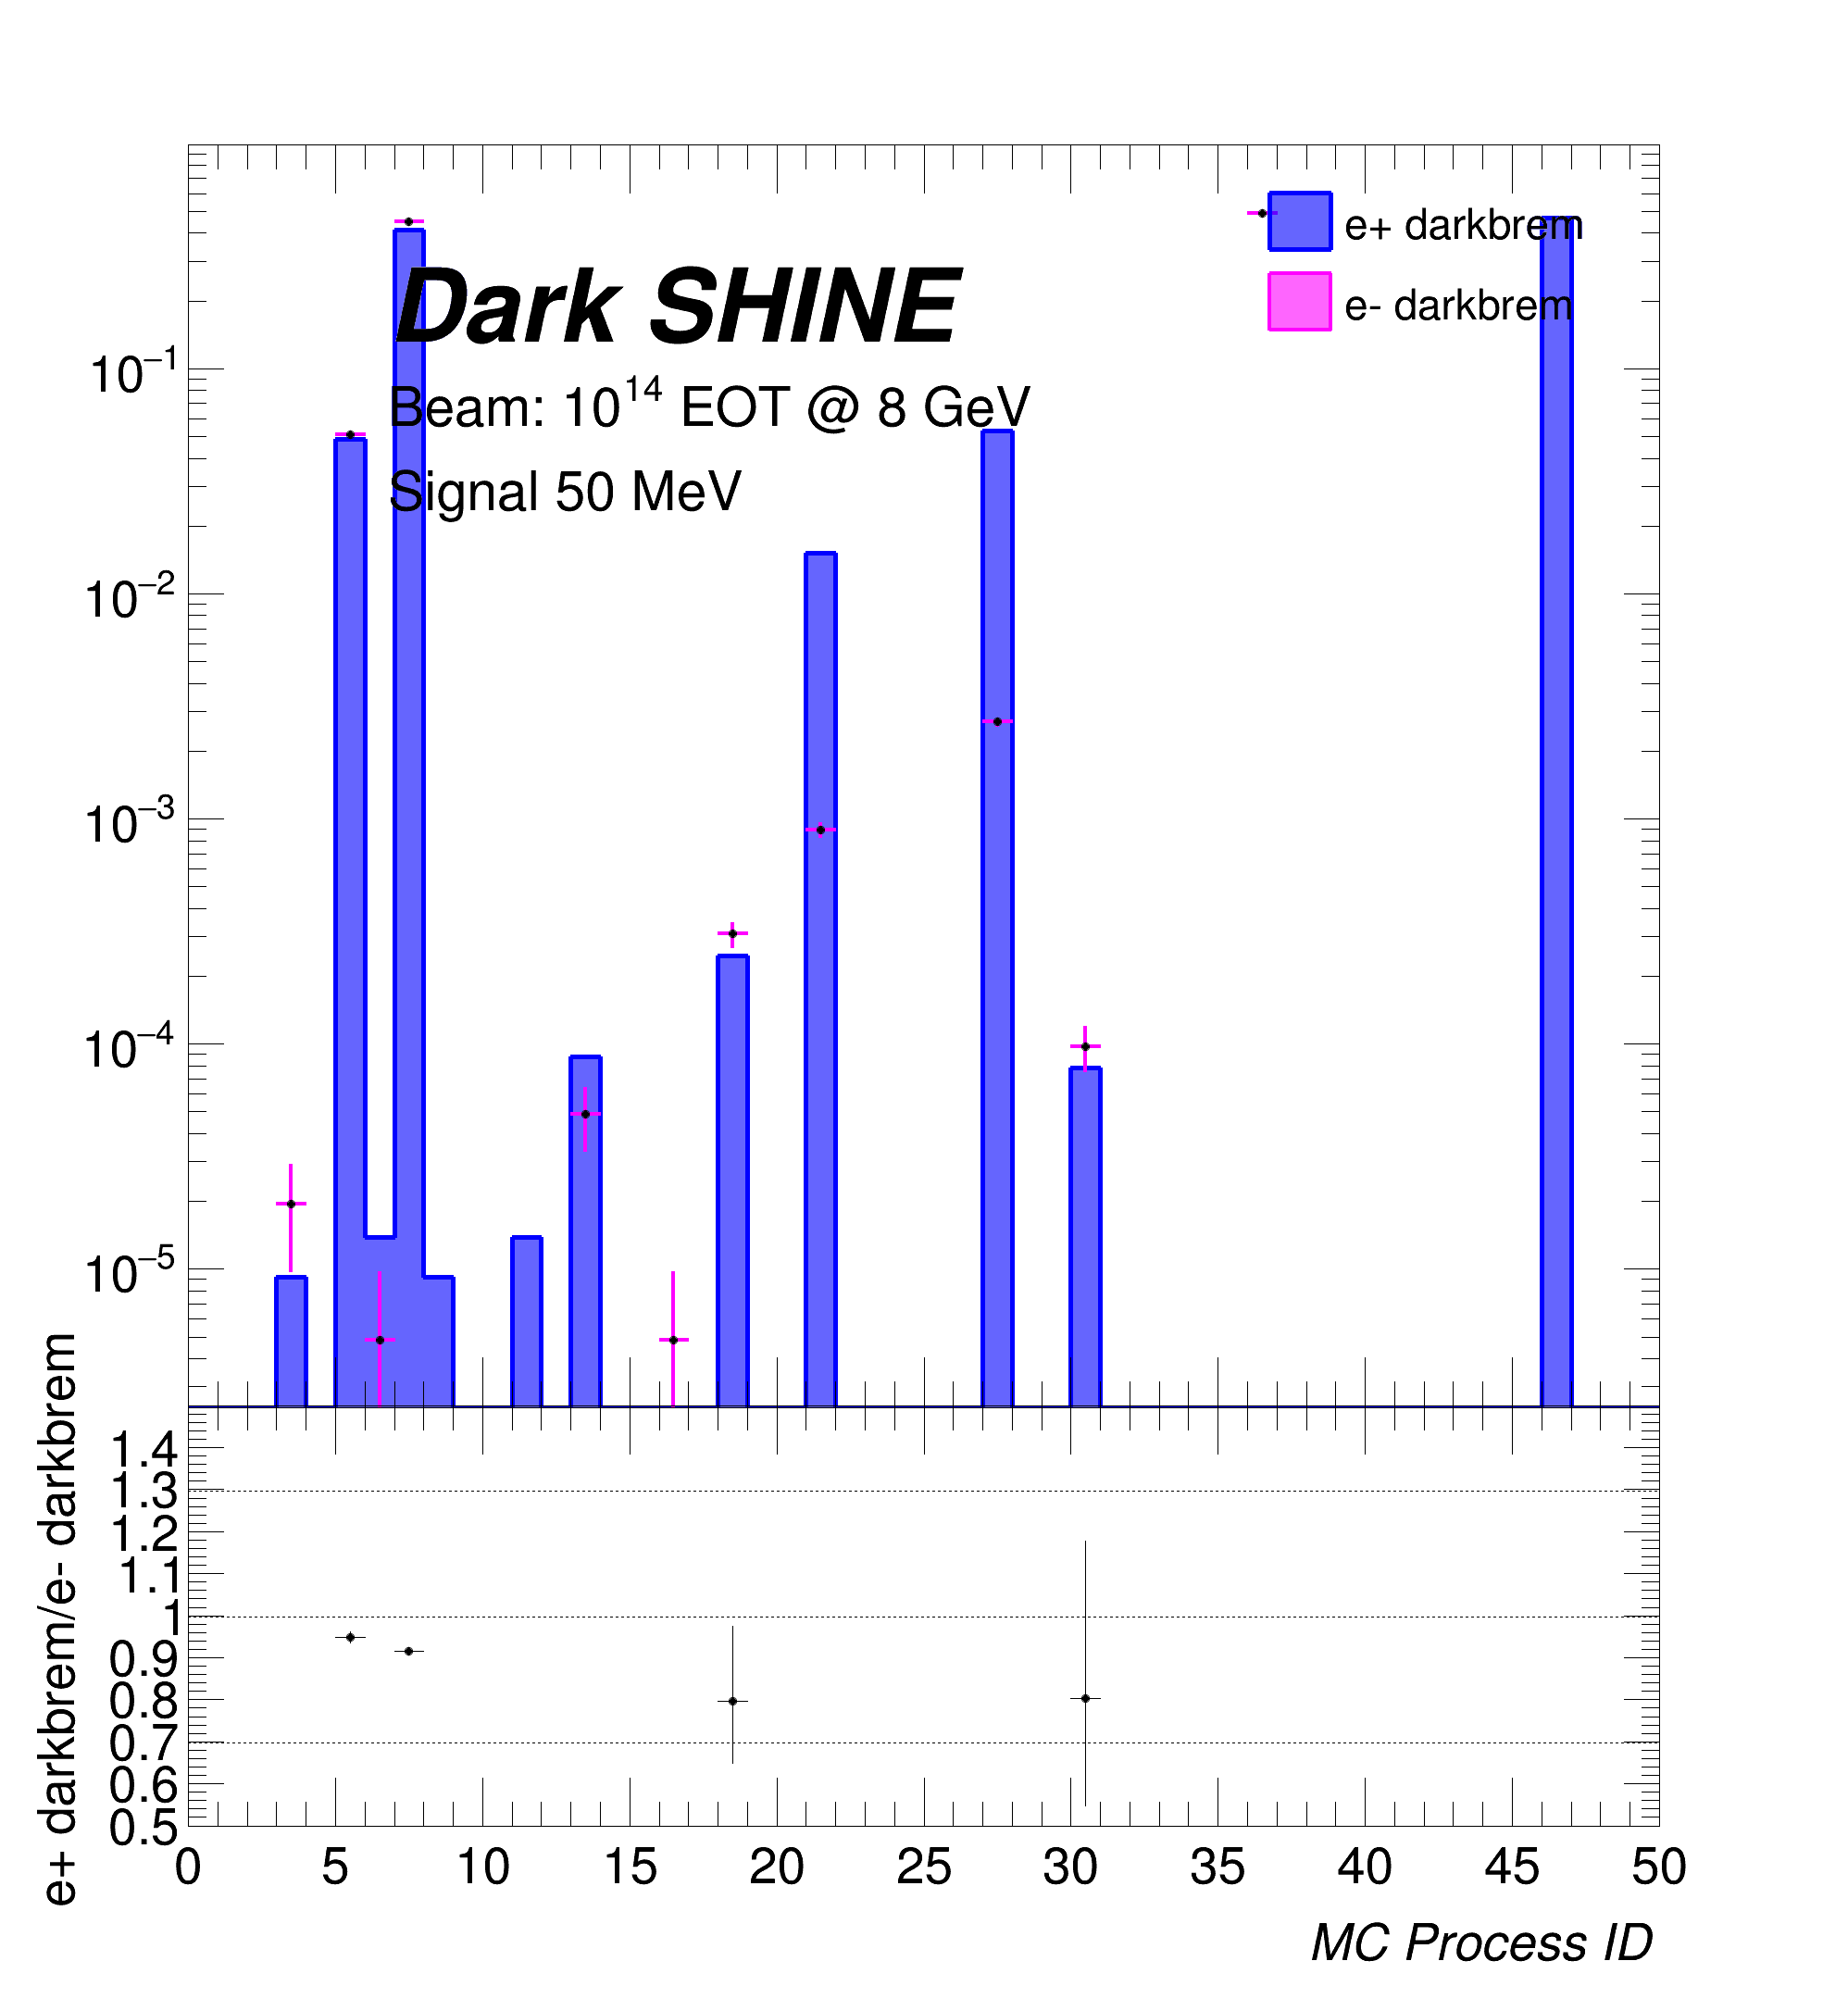 e+ darkbrem
e- darkbrem
Dark SHINE
Beam: 10¹⁴ EOT @ 8 GeV
Signal 50 MeV
10⁻¹
10⁻²
10⁻³
10⁻⁴
10⁻⁵
e+ darkbrem/e- darkbrem
1.4
1.3
1.2
1.1
1
0.9
0.8
0.7
0.6
0.5
0 5 10 15 20 25 30 35 40 45 50
MC Process ID